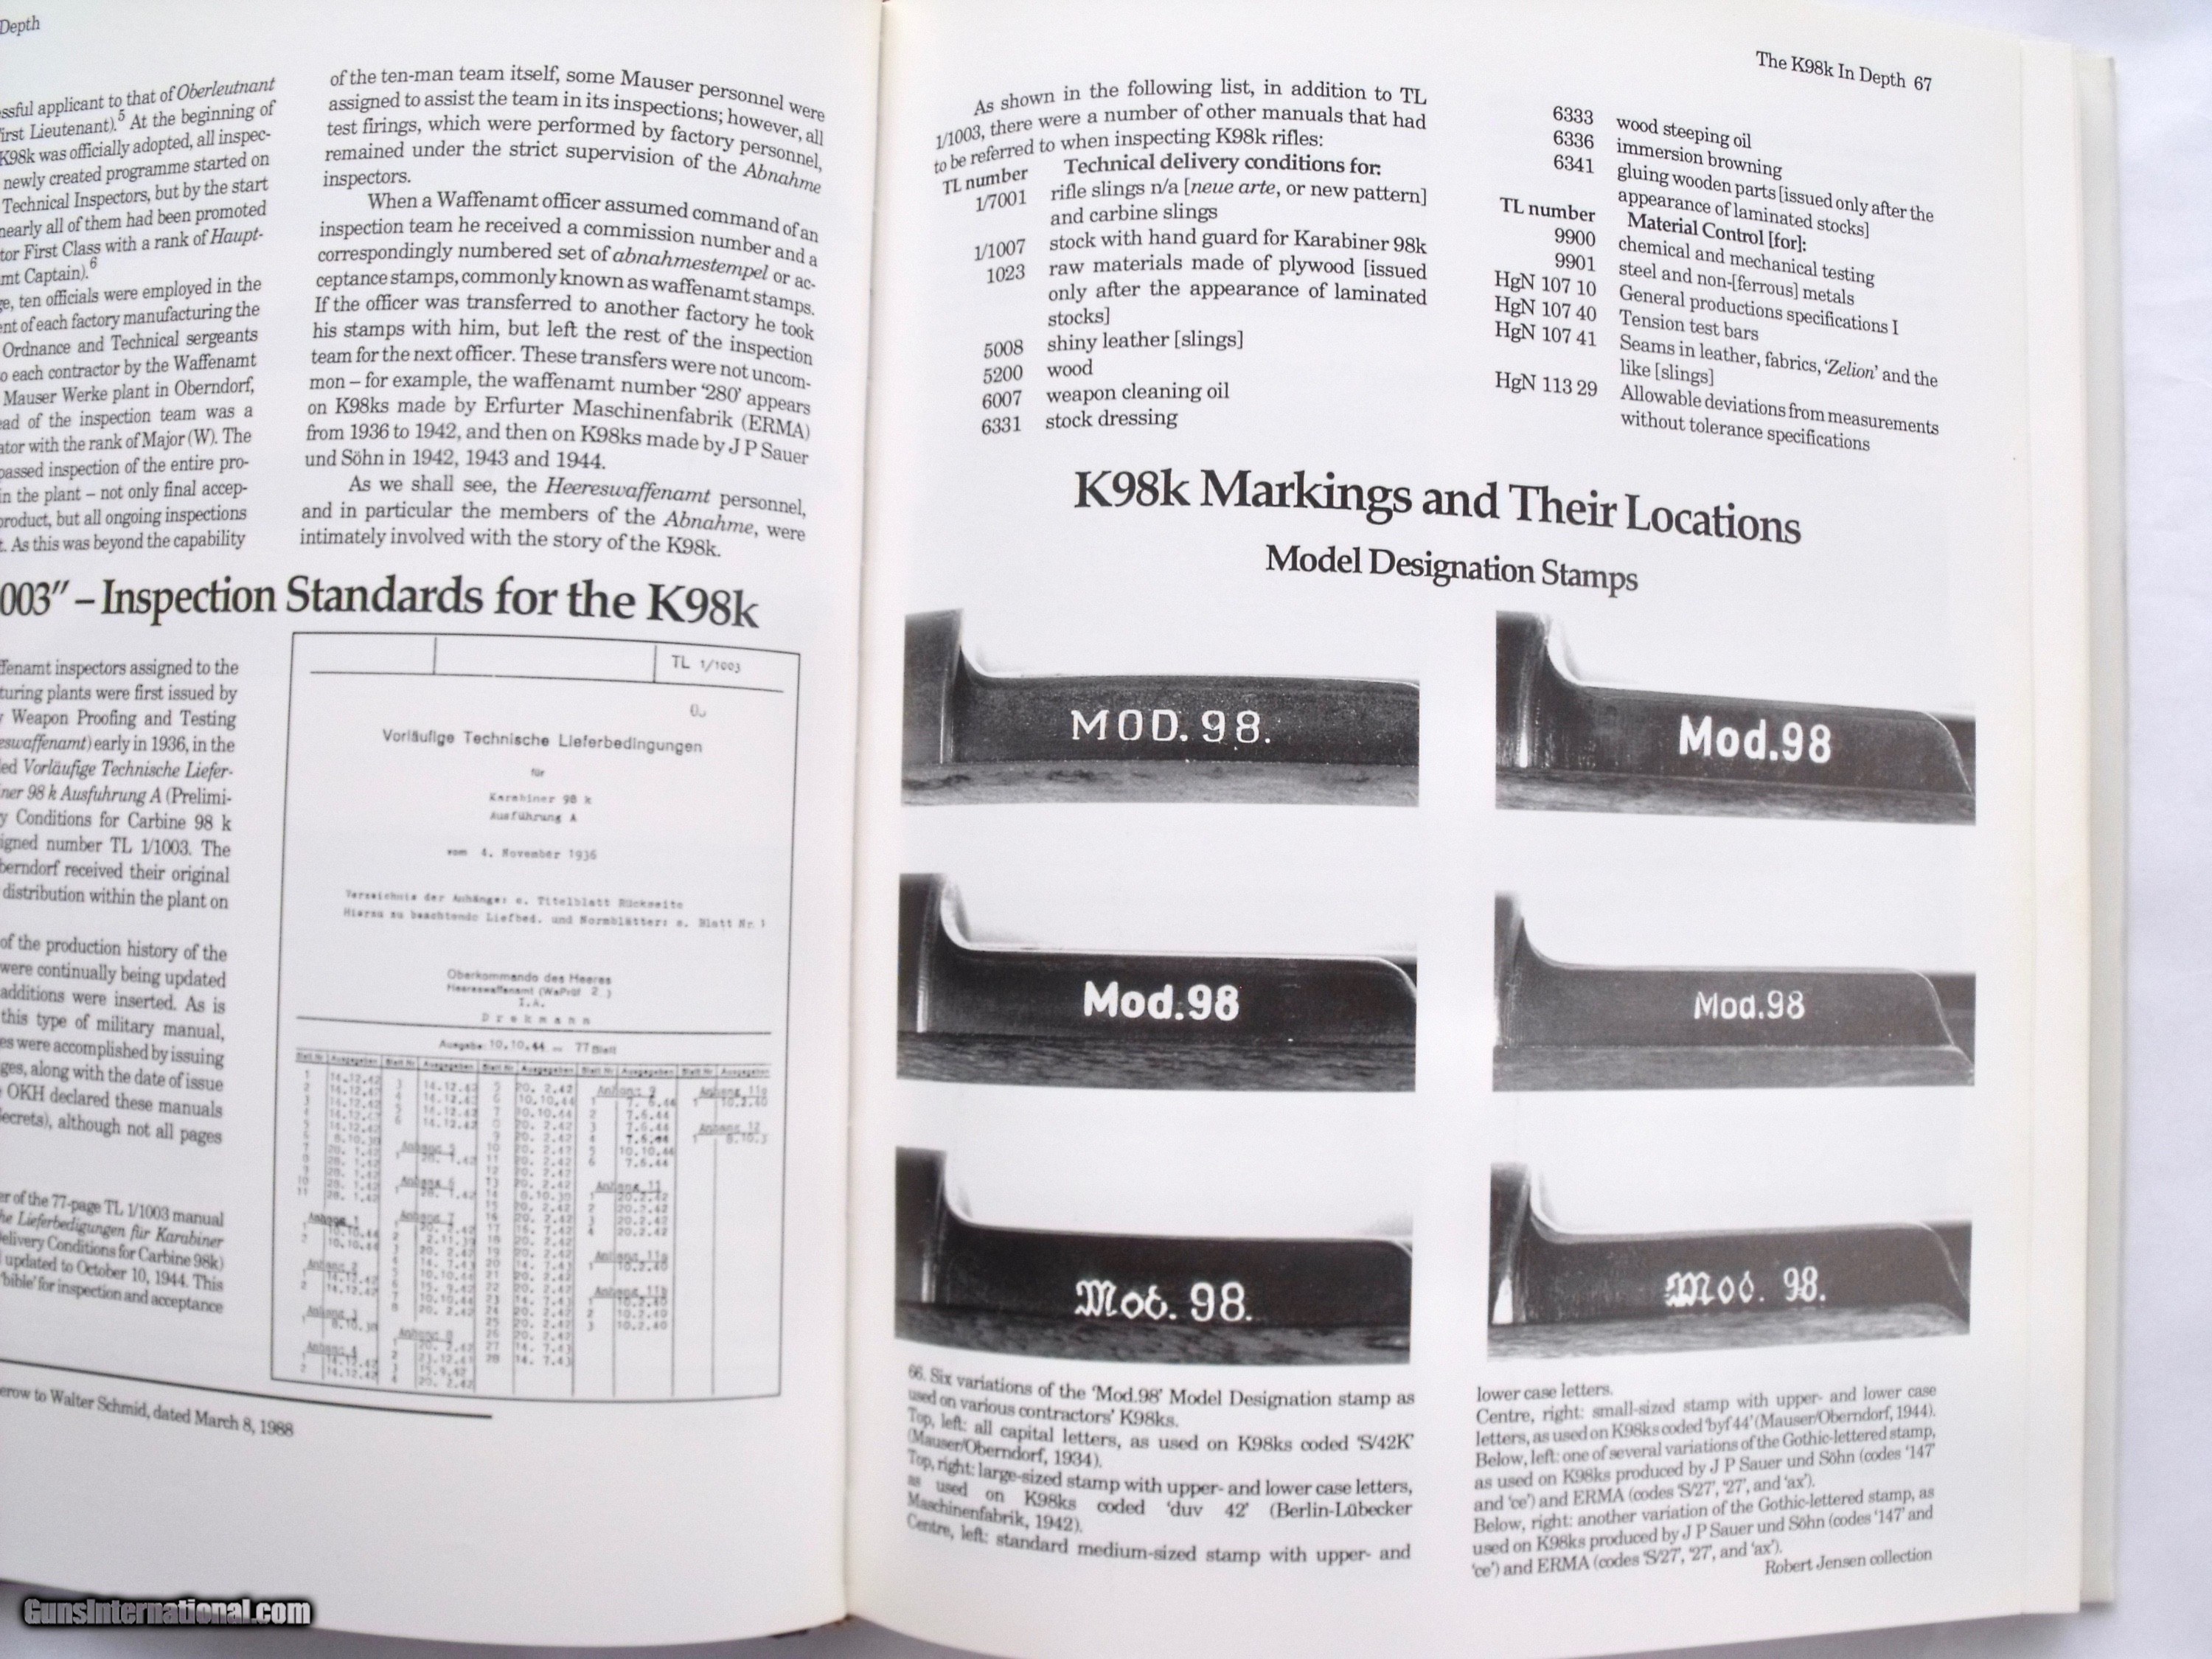 Depth
ssful applicant to that of Oberleutnant
irst Lieutenant).5 At the beginning of
K98k was officially adopted, all inspec-
newly created programme started on
Technical Inspectors, but by the start
nearly all of them had been promoted
tor First Class with a rank of Haupt-
mt Captain).6
ge, ten officials were employed in the
nt of each factory manufacturing the
Ordnance and Technical sergeants
o each contractor by the Waffenamt
Mauser Werke plant in Oberndorf,
ead of the inspection team was a
ator with the rank of Major (W). The
passed inspection of the entire pro-
in the plant – not only final accep-
product, but all ongoing inspections
t. As this was beyond the capability
of the ten-man team itself, some Mauser personnel were
assigned to assist the team in its inspections; however, all
test firings, which were performed by factory personnel,
remained under the strict supervision of the Abnahme
inspectors.
When a Waffenamt officer assumed command of an
inspection team he received a commission number and a
correspondingly numbered set of abnahmestempel or ac-
ceptance stamps, commonly known as waffenamt stamps.
If the officer was transferred to another factory he took
his stamps with him, but left the rest of the inspection
team for the next officer. These transfers were not uncom-
mon – for example, the waffenamt number '280' appears
on K98ks made by Erfurter Maschinenfabrik (ERMA)
from 1936 to 1942, and then on K98ks made by J P Sauer
und Söhn in 1942, 1943 and 1944.
As we shall see, the Heereswaffenamt personnel,
and in particular the members of the Abnahme, were
intimately involved with the story of the K98k.
003" – Inspection Standards for the K98k
ffenamt inspectors assigned to the
turing plants were first issued by
Weapon Proofing and Testing
eswaffenamt) early in 1936, in the
ed Vorläufige Technische Liefer-
ner 98 k Ausfuhrung A (Prelimi-
y Conditions for Carbine 98 k
igned number TL 1/1003. The
berndorf received their original
distribution within the plant on
of the production history of the
were continually being updated
additions were inserted. As is
this type of military manual,
es were accomplished by issuing
ges, along with the date of issue
OKH declared these manuals
secrets), although not all pages
er of the 77-page TL 1/1003 manual
he Lieferbedigungen für Karabiner
elivery Conditions for Carbine 98k)
updated to October 10, 1944. This
'bible' for inspection and acceptance
erow to Walter Schmid, dated March 8, 1988
TL 1/1003
Vorläufige Technische Lieferbedingungen
für
Karabiner 98 k
Ausführung A
vom 4. November 1936
Verzeichnis der Anhänge: s. Titelblatt Rückseite
Hierzu zu beachtende Liefbed. und Normblätter: s. Blatt Nr 1
Oberkommando des Heeres
Heereswaffenamt (WaPrüf 2 )
I.A.
Drekmann
Ausgabe: 10.10.44 – 77 Blatt
GunsInternational.com
The K98k In Depth 67
As shown in the following list, in addition to TL
1/1003, there were a number of other manuals that had
to be referred to when inspecting K98k rifles:
TL number Technical delivery conditions for:
1/7001 rifle slings n/a [neue arte, or new pattern]
and carbine slings
1/1007 stock with hand guard for Karabiner 98k
1023 raw materials made of plywood [issued
only after the appearance of laminated
stocks]
5008 shiny leather [slings]
5200 wood
6007 weapon cleaning oil
6331 stock dressing
6333 wood steeping oil
6336 immersion browning
6341 gluing wooden parts [issued only after the
appearance of laminated stocks]
TL number Material Control [for]:
9900 chemical and mechanical testing
9901 steel and non-[ferrous] metals
HgN 107 10 General productions specifications I
HgN 107 40 Tension test bars
HgN 107 41 Seams in leather, fabrics, 'Zelion' and the
like [slings]
HgN 113 29 Allowable deviations from measurements
without tolerance specifications
K98k Markings and Their Locations
Model Designation Stamps
MOD. 98.
Mod.98
Mod.98
Mod.98
Mod. 98.
Mod. 98.
66. Six variations of the 'Mod.98' Model Designation stamp as
used on various contractors' K98ks.
Top, left: all capital letters, as used on K98ks coded 'S/42K'
(Mauser/Oberndorf, 1934).
Top, right: large-sized stamp with upper- and lower case letters,
as used on K98ks coded 'duv 42' (Berlin-Lübecker
Maschinenfabrik, 1942).
Centre, left: standard medium-sized stamp with upper- and
lower case letters.
Centre, right: small-sized stamp with upper- and lower case
letters, as used on K98ks coded 'byf 44' (Mauser/Oberndorf, 1944).
Below, left: one of several variations of the Gothic-lettered stamp,
as used on K98ks produced by J P Sauer und Söhn (codes '147'
and 'ce') and ERMA (codes 'S/27', '27', and 'ax').
Below, right: another variation of the Gothic-lettered stamp, as
used on K98ks produced by J P Sauer und Söhn (codes '147' and
'ce') and ERMA (codes 'S/27', '27', and 'ax').
Robert Jensen collection